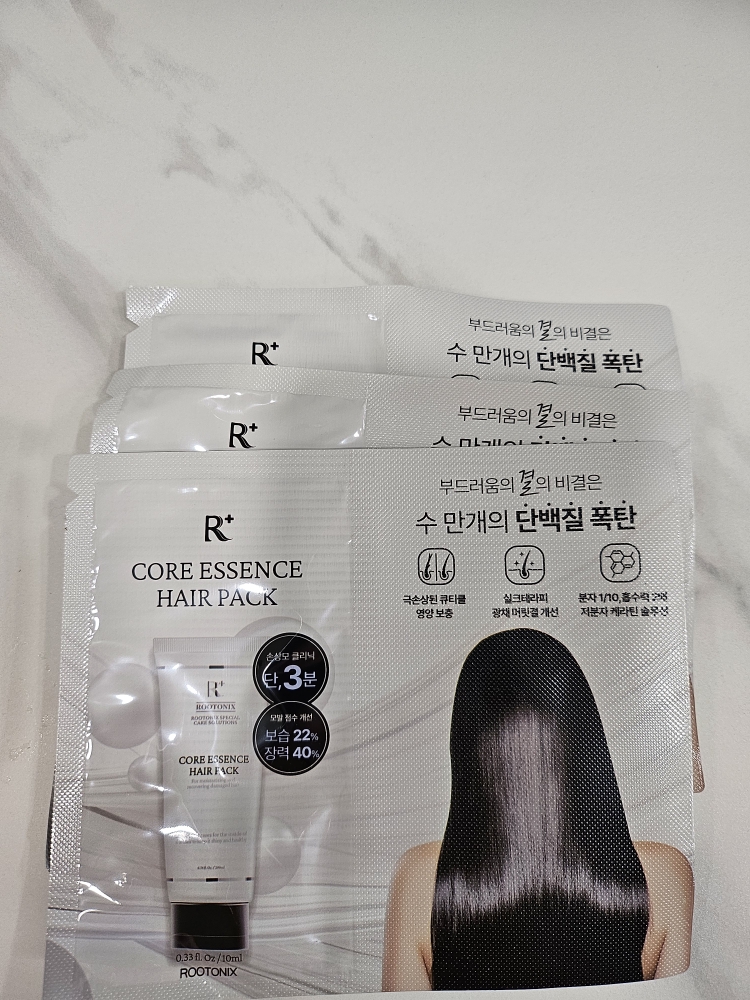 R+
부드러움의 결의 비결은
수 만개의 단백질 폭탄
R+
부드러움의 결의 비결은
R+
CORE ESSENCE
HAIR PACK
손상모 클리닉
단,3분
모발 점수 개선
보습 22%
장력 40%
R+
ROOTONIX
ROOTONIX SPECIAL
CARE SOLUTIONS
CORE ESSENCE
HAIR PACK
0.33 fl. Oz / 10ml
ROOTONIX
부드러움의 결의 비결은
수 만개의 단백질 폭탄
극손상된 큐티클
영양 보충
실크테라피
광채 머릿결 개선
분자 1/10, 흡수력
저분자 케라틴 솔루션